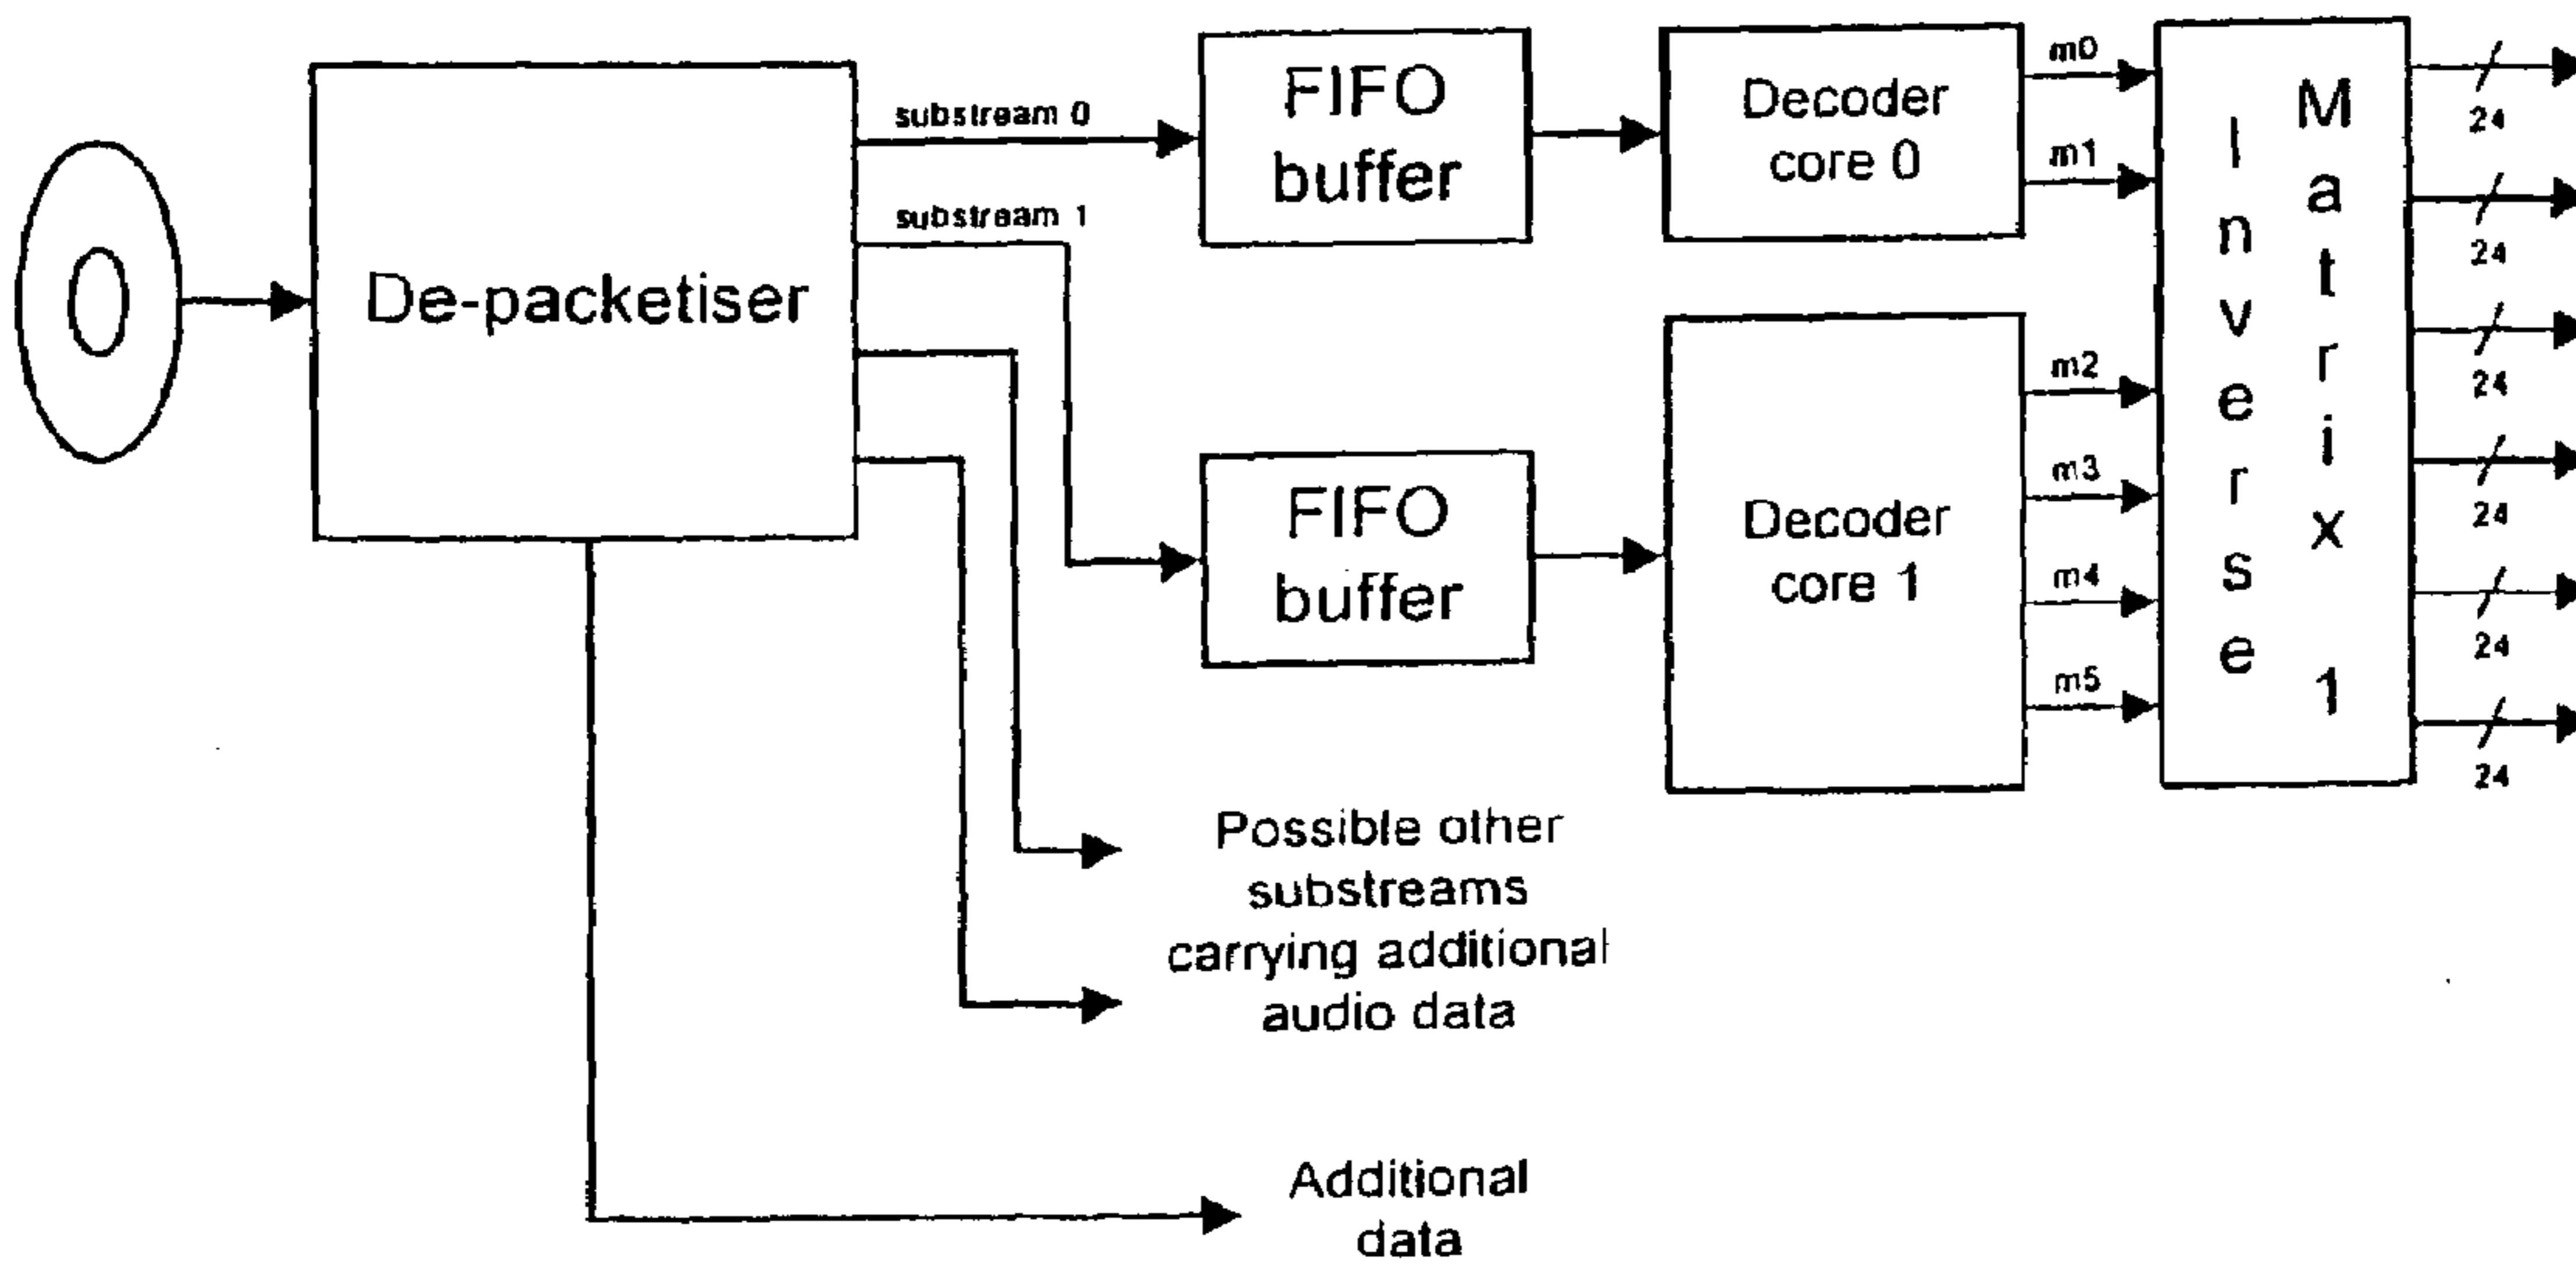 De-packetiser
substream 0
substream 1
FIFO
buffer
FIFO
buffer
Decoder
core 0
Decoder
core 1
m0
m1
m2
m3
m4
m5
Inverse
Matrix 1
24
24
24
24
24
24
Possible other
substreams
carrying additional
audio data
Additional
data